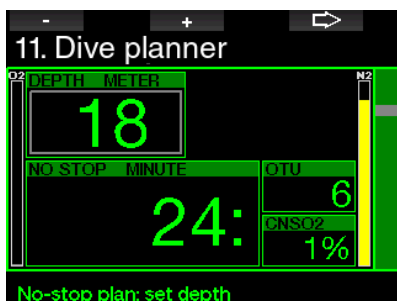 - +
11. Dive planner
O2 DEPTH METER N2
18
NO STOP MINUTE OTU
24: 6
CNSO2
1%
No-stop plan: set depth